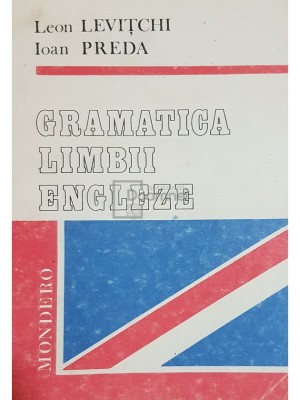 Leon LEVIȚCHI
Ioan PREDA
GRAMATICA
LIMBII
ENGLEZE
MONDERO